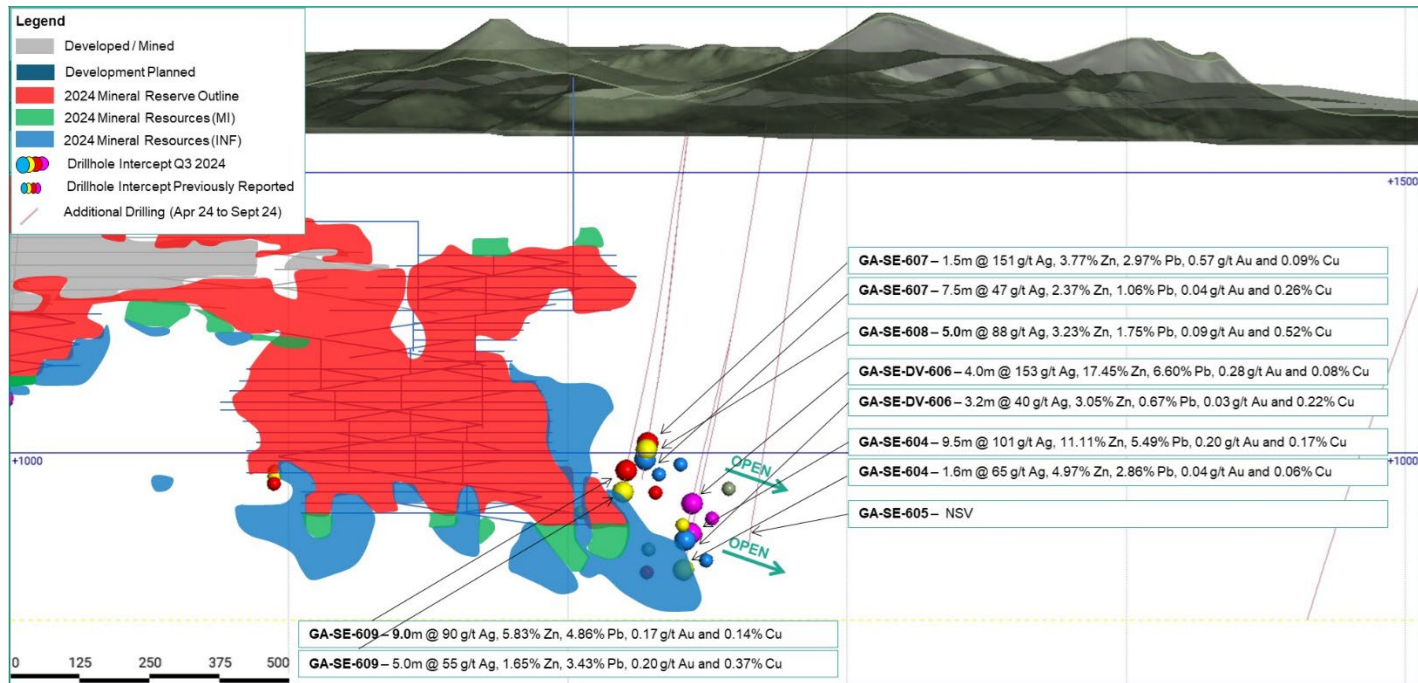 Legend
Developed / Mined
Development Planned
2024 Mineral Reserve Outline
2024 Mineral Resources (MI)
2024 Mineral Resources (INF)
Drillhole Intercept Q3 2024
Drillhole Intercept Previously Reported
Additional Drilling (Apr 24 to Sept 24)
+1500
GA-SE-607 – 1.5m @ 151 g/t Ag, 3.77% Zn, 2.97% Pb, 0.57 g/t Au and 0.09% Cu
GA-SE-607 – 7.5m @ 47 g/t Ag, 2.37% Zn, 1.06% Pb, 0.04 g/t Au and 0.26% Cu
GA-SE-608 – 5.0m @ 88 g/t Ag, 3.23% Zn, 1.75% Pb, 0.09 g/t Au and 0.52% Cu
GA-SE-DV-606 – 4.0m @ 153 g/t Ag, 17.45% Zn, 6.60% Pb, 0.28 g/t Au and 0.08% Cu
GA-SE-DV-606 – 3.2m @ 40 g/t Ag, 3.05% Zn, 0.67% Pb, 0.03 g/t Au and 0.22% Cu
+1000
OPEN
+1000
GA-SE-604 – 9.5m @ 101 g/t Ag, 11.11% Zn, 5.49% Pb, 0.20 g/t Au and 0.17% Cu
GA-SE-604 – 1.6m @ 65 g/t Ag, 4.97% Zn, 2.86% Pb, 0.04 g/t Au and 0.06% Cu
GA-SE-605 – NSV
OPEN
GA-SE-609 – 9.0m @ 90 g/t Ag, 5.83% Zn, 4.86% Pb, 0.17 g/t Au and 0.14% Cu
GA-SE-609 – 5.0m @ 55 g/t Ag, 1.65% Zn, 3.43% Pb, 0.20 g/t Au and 0.37% Cu
0 125 250 375 500